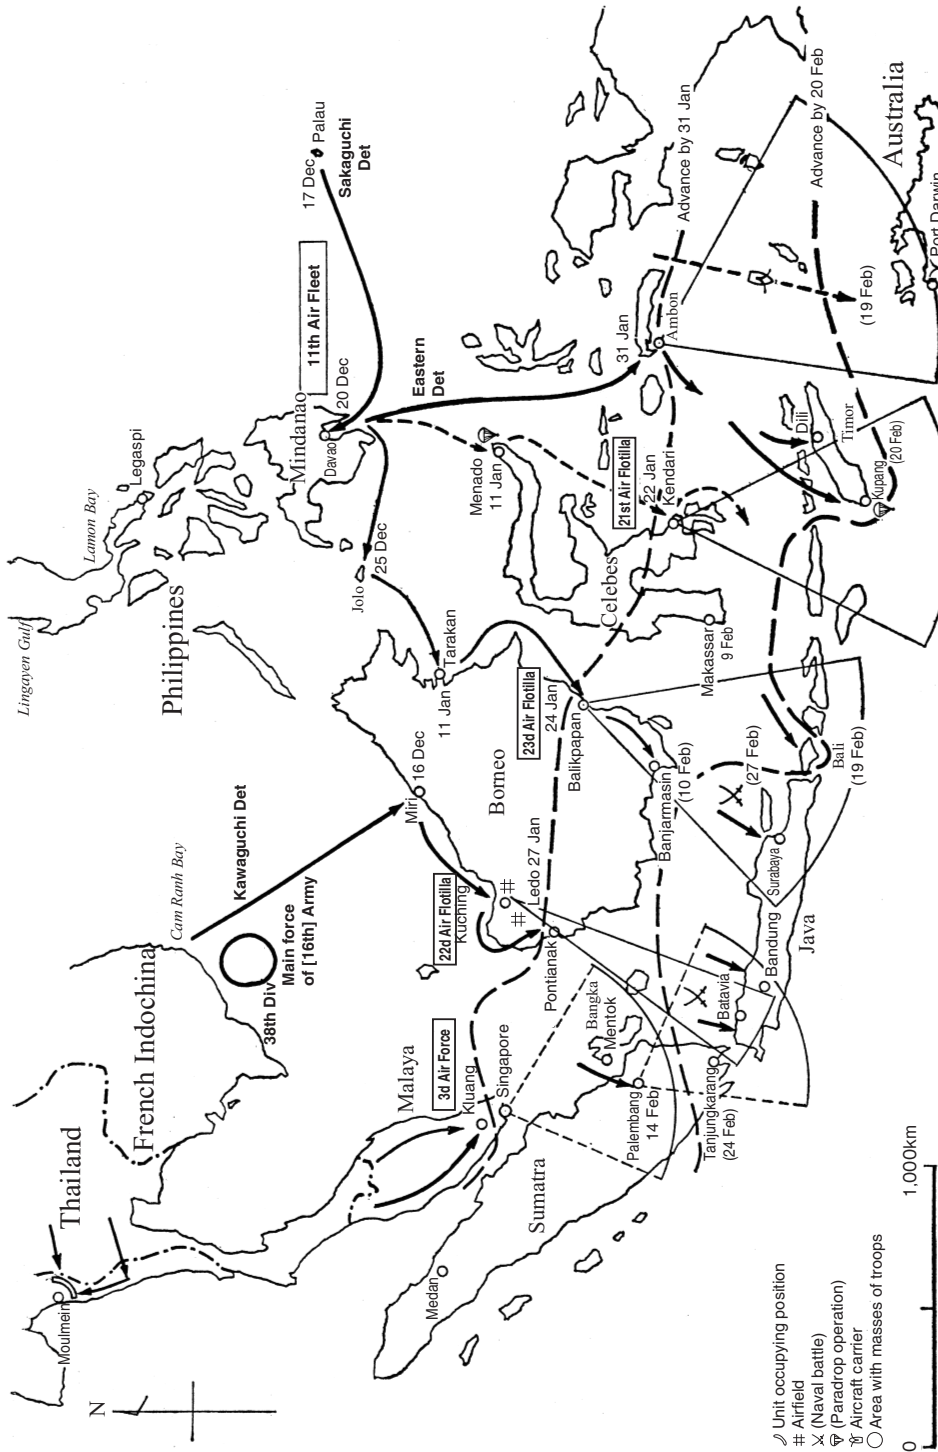 Lingayen Gulf
Lamon Bay
Legaspi
Philippines
Mindanao
11th Air Fleet
17 Dec
Palau
Sakaguchi
Det
20 Dec
Davao
Jolo
25 Dec
Eastern
Det
Cam Ranh Bay
Kawaguchi Det
38th Div
Main force
of [16th] Army
French Indochina
Thailand
Moulmein
N
Miri
16 Dec
11 Jan
Tarakan
Borneo
23d Air Flotilla
24 Jan
Balikpapan
Banjarmasin
(10 Feb)
22d Air Flotilla
Kuching
Ledo 27 Jan
Pontianak
Malaya
3d Air Force
Kluang
Singapore
Sumatra
Medan
Bangka
Mentok
Palembang
14 Feb
Tanjungkarang
(24 Feb)
Batavia
Bandung
Java
Surabaya
(27 Feb)
Bali
(19 Feb)
Menado
11 Jan
Celebes
21st Air Flotilla
22 Jan
Kendari
Makassar
9 Feb
31 Jan
Ambon
Advance by 31 Jan
Advance by 20 Feb
(19 Feb)
Dili
Timor
Kupang
(20 Feb)
Australia
Port Darwin
Unit occupying position
Airfield
(Naval battle)
(Paradrop operation)
Aircraft carrier
Area with masses of troops
0
1,000km